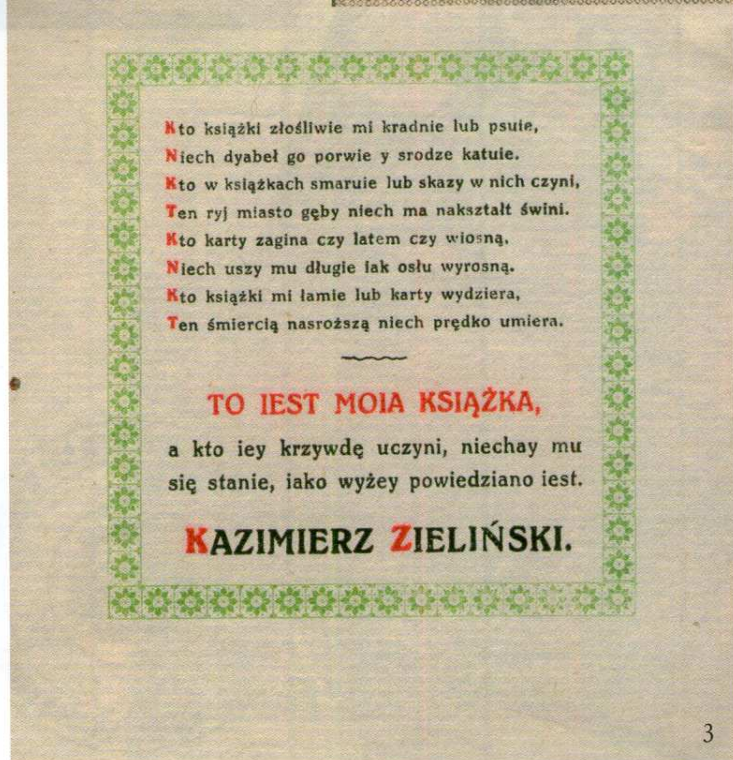 Kto książki złośliwie mi kradnie lub psuie,
Niech dyabeł go porwie y srodze katuie.
Kto w książkach smaruie lub skazy w nich czyni,
Ten ryj miasto gęby niech ma nakształt świni.
Kto karty zagina czy latem czy wiosną,
Niech uszy mu długie iak osłu wyrosną.
Kto książki mi łamie lub karty wydziera,
Ten śmiercią nasroższą niech prędko umiera.
TO IEST MOIA KSIĄŻKA,
a kto iey krzywdę uczyni, niechay mu
się stanie, iako wyżey powiedziano iest.
KAZIMIERZ ZIELIŃSKI.
3